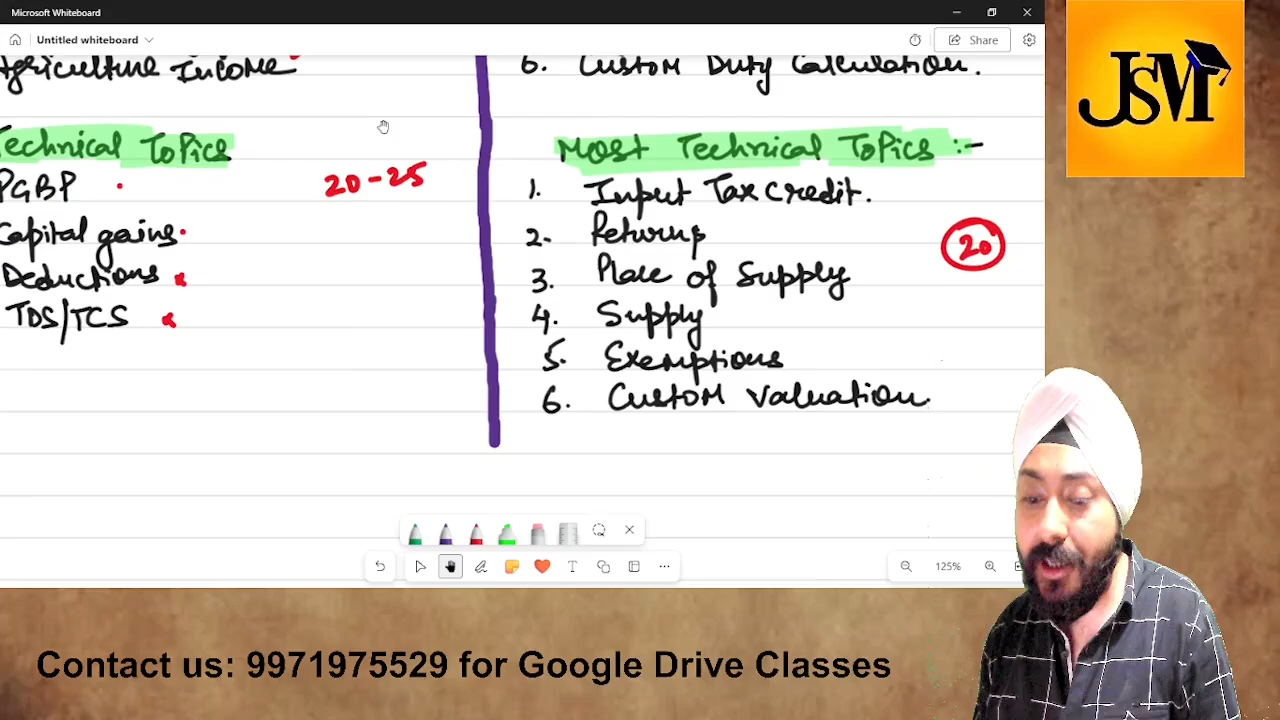 Microsoft Whiteboard
Untitled whiteboard
Share
JSM
Agriculture Income
Technical Topics
PGBP
Capital gains
Deductions
TDS/TCS
20-25
6. Custom Duty Calculation.
Most Technical Topics :-
1. Input Tax credit.
2. Returns
3. Place of Supply
4. Supply
5. Exemptions
6. Custom Valuation
20
125%
Contact us: 9971975529 for Google Drive Classes